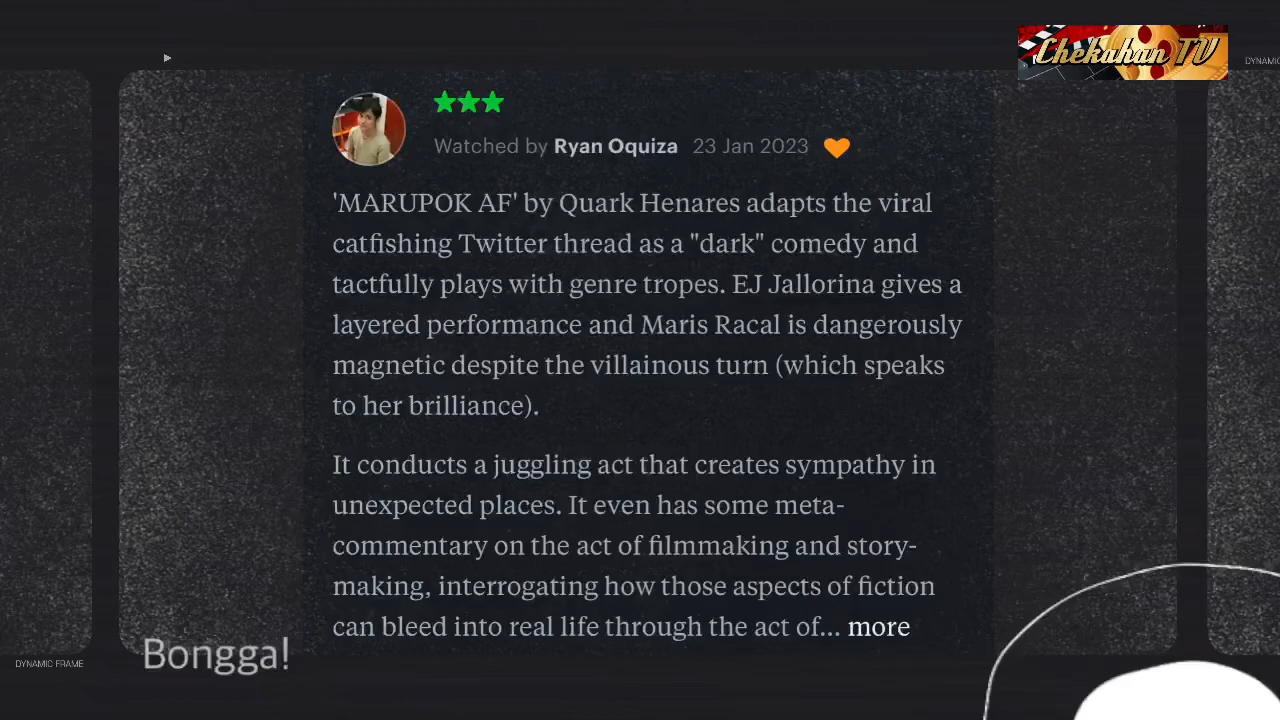 Chekahan TV
DYNAMIC
★★★
Watched by Ryan Oquiza 23 Jan 2023
'MARUPOK AF' by Quark Henares adapts the viral
catfishing Twitter thread as a "dark" comedy and
tactfully plays with genre tropes. EJ Jallorina gives a
layered performance and Maris Racal is dangerously
magnetic despite the villainous turn (which speaks
to her brilliance).
It conducts a juggling act that creates sympathy in
unexpected places. It even has some meta-
commentary on the act of filmmaking and story-
making, interrogating how those aspects of fiction
can bleed into real life through the act of... more
Bongga!
DYNAMIC FRAME